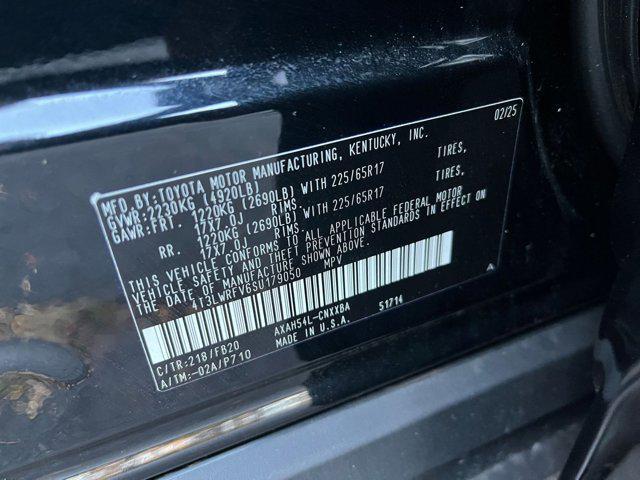 MFD. BY: TOYOTA MOTOR MANUFACTURING, KENTUCKY, INC. 02/25
GVWR: 2230KG (4920LB)
GAWR: FRT. 1220KG (2690LB) WITH 225/65R17 TIRES,
17X7.0J RIMS.
RR. 1220KG (2690LB) WITH 225/65R17 TIRES,
17X7.0J RIMS.
THIS VEHICLE CONFORMS TO ALL APPLICABLE FEDERAL MOTOR
VEHICLE SAFETY AND THEFT PREVENTION STANDARDS IN EFFECT ON
THE DATE OF MANUFACTURE SHOWN ABOVE.
4T3LWRFV6SU179050 MPV
A
C/TR: 218/FB20 AXAH54L-CNXXBA 51714
A/TM: -02A/P710 MADE IN U.S.A.